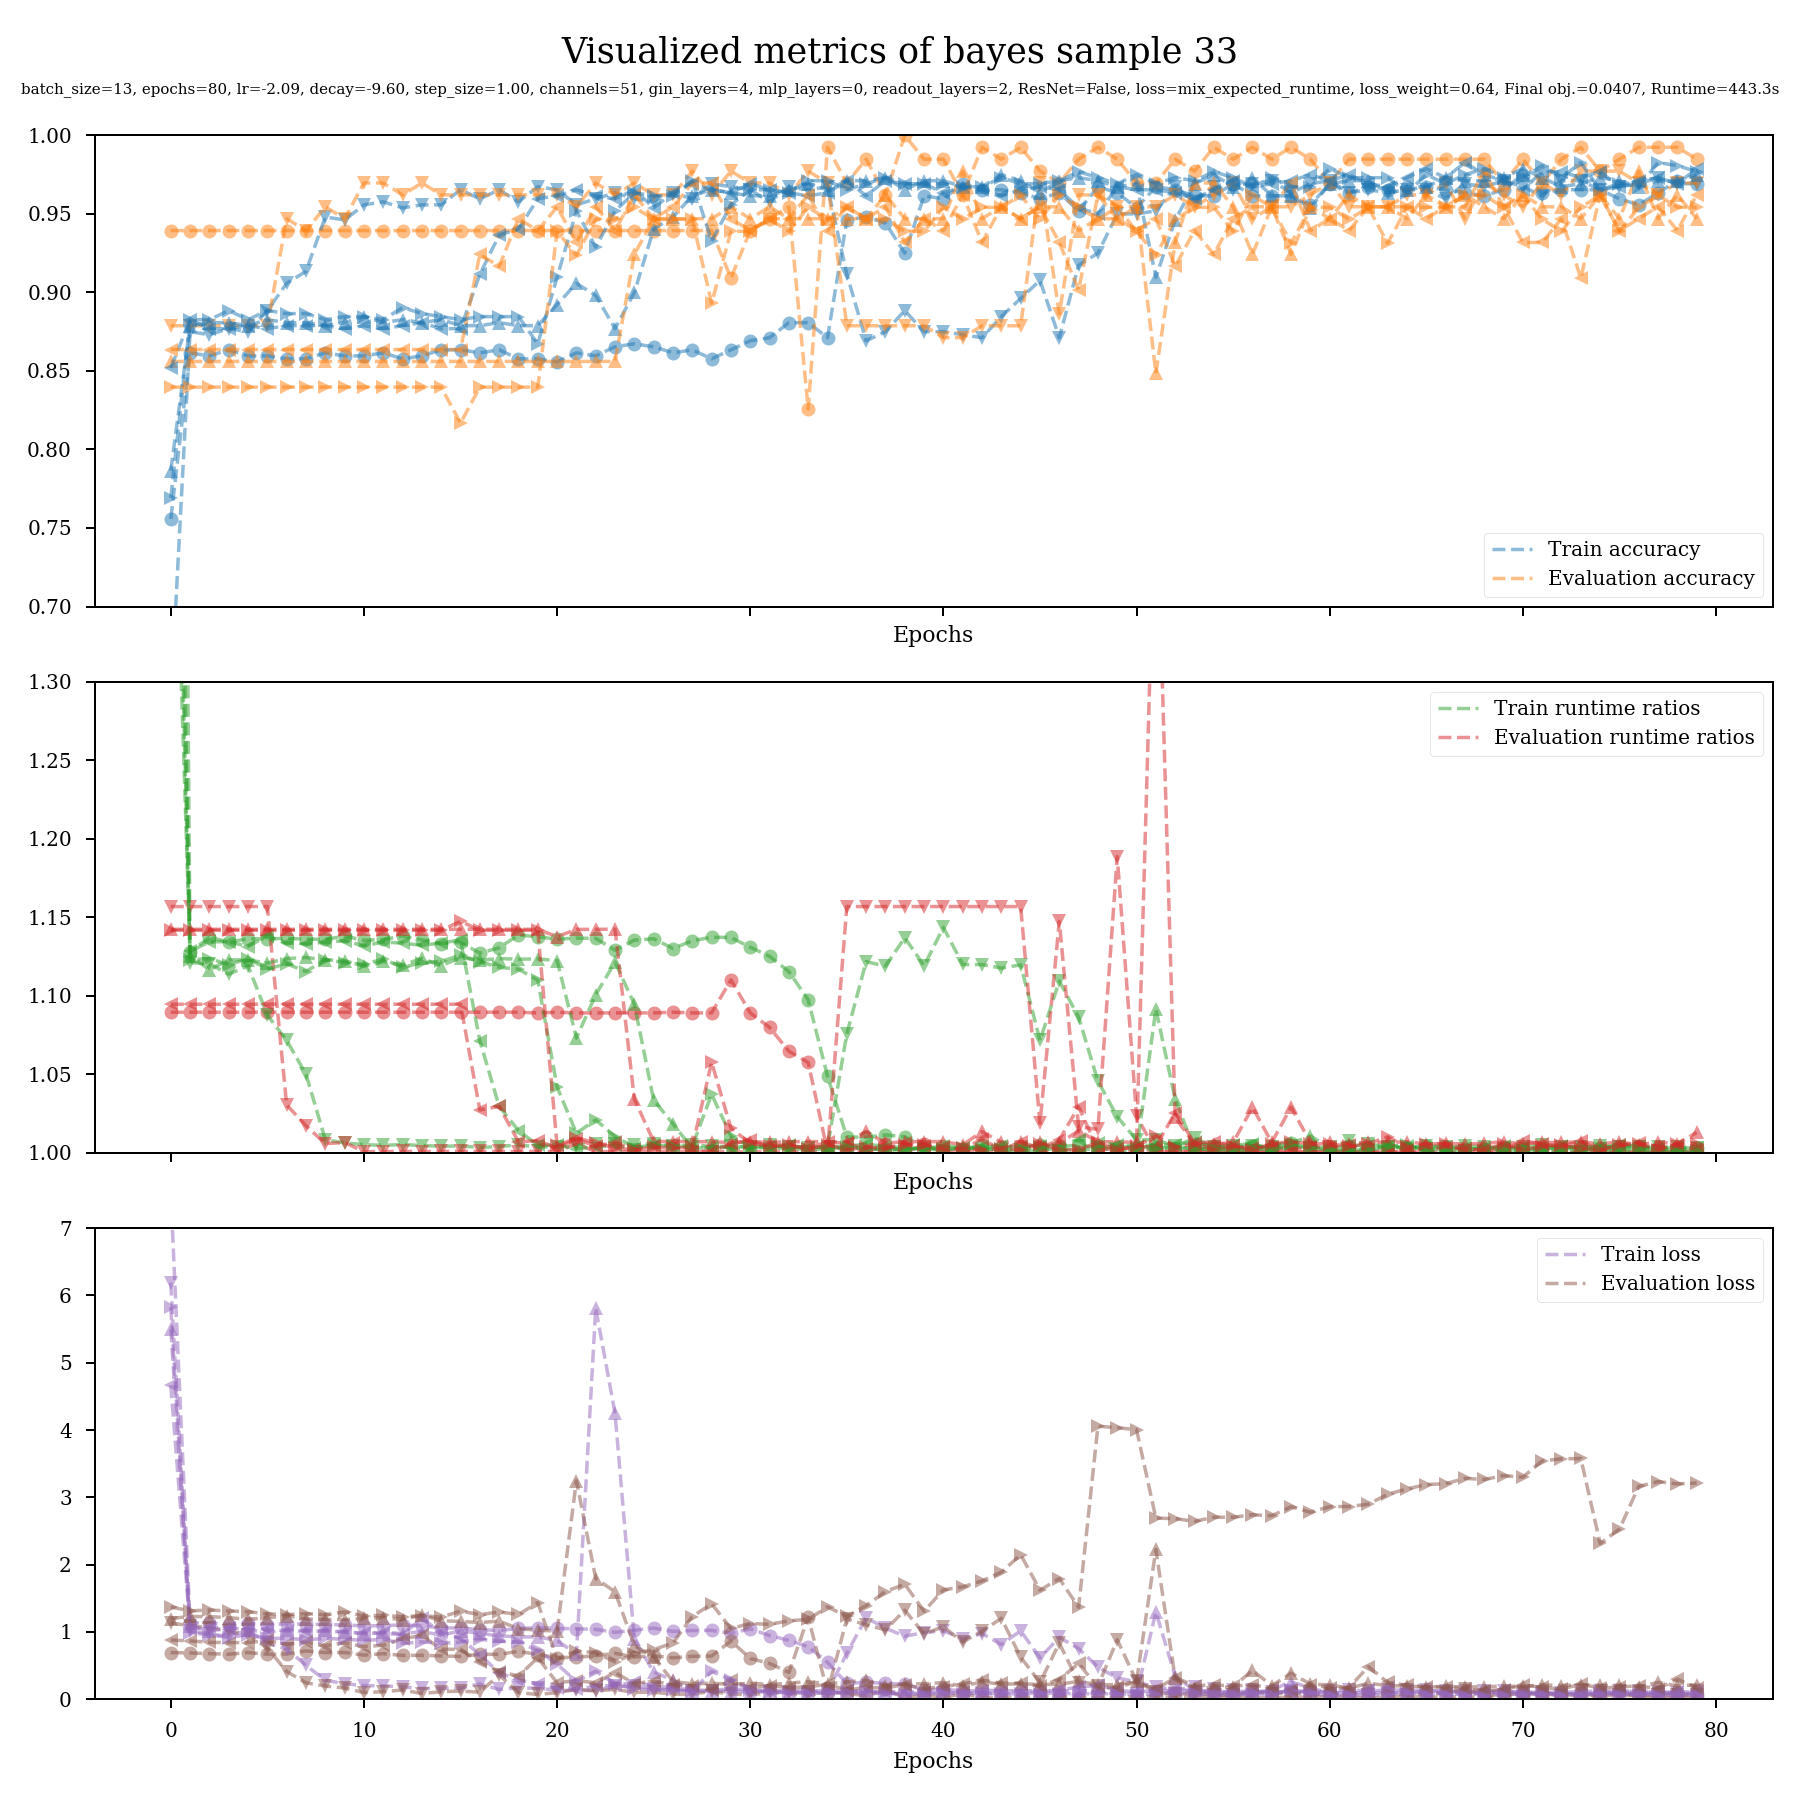 Visualized metrics of bayes sample 33
batch_size=13, epochs=80, lr=-2.09, decay=-9.60, step_size=1.00, channels=51, gin_layers=4, mlp_layers=0, readout_layers=2, ResNet=False, loss=mix_expected_runtime, loss_weight=0.64, Final obj.=0.0407, Runtime=443.3s
1.00
0.95
0.90
0.85
0.80
0.75
0.70
Train accuracy
Evaluation accuracy
Epochs
1.30
1.25
1.20
1.15
1.10
1.05
1.00
Train runtime ratios
Evaluation runtime ratios
Epochs
7
6
5
4
3
2
1
0
Train loss
Evaluation loss
0 10 20 30 40 50 60 70 80
Epochs